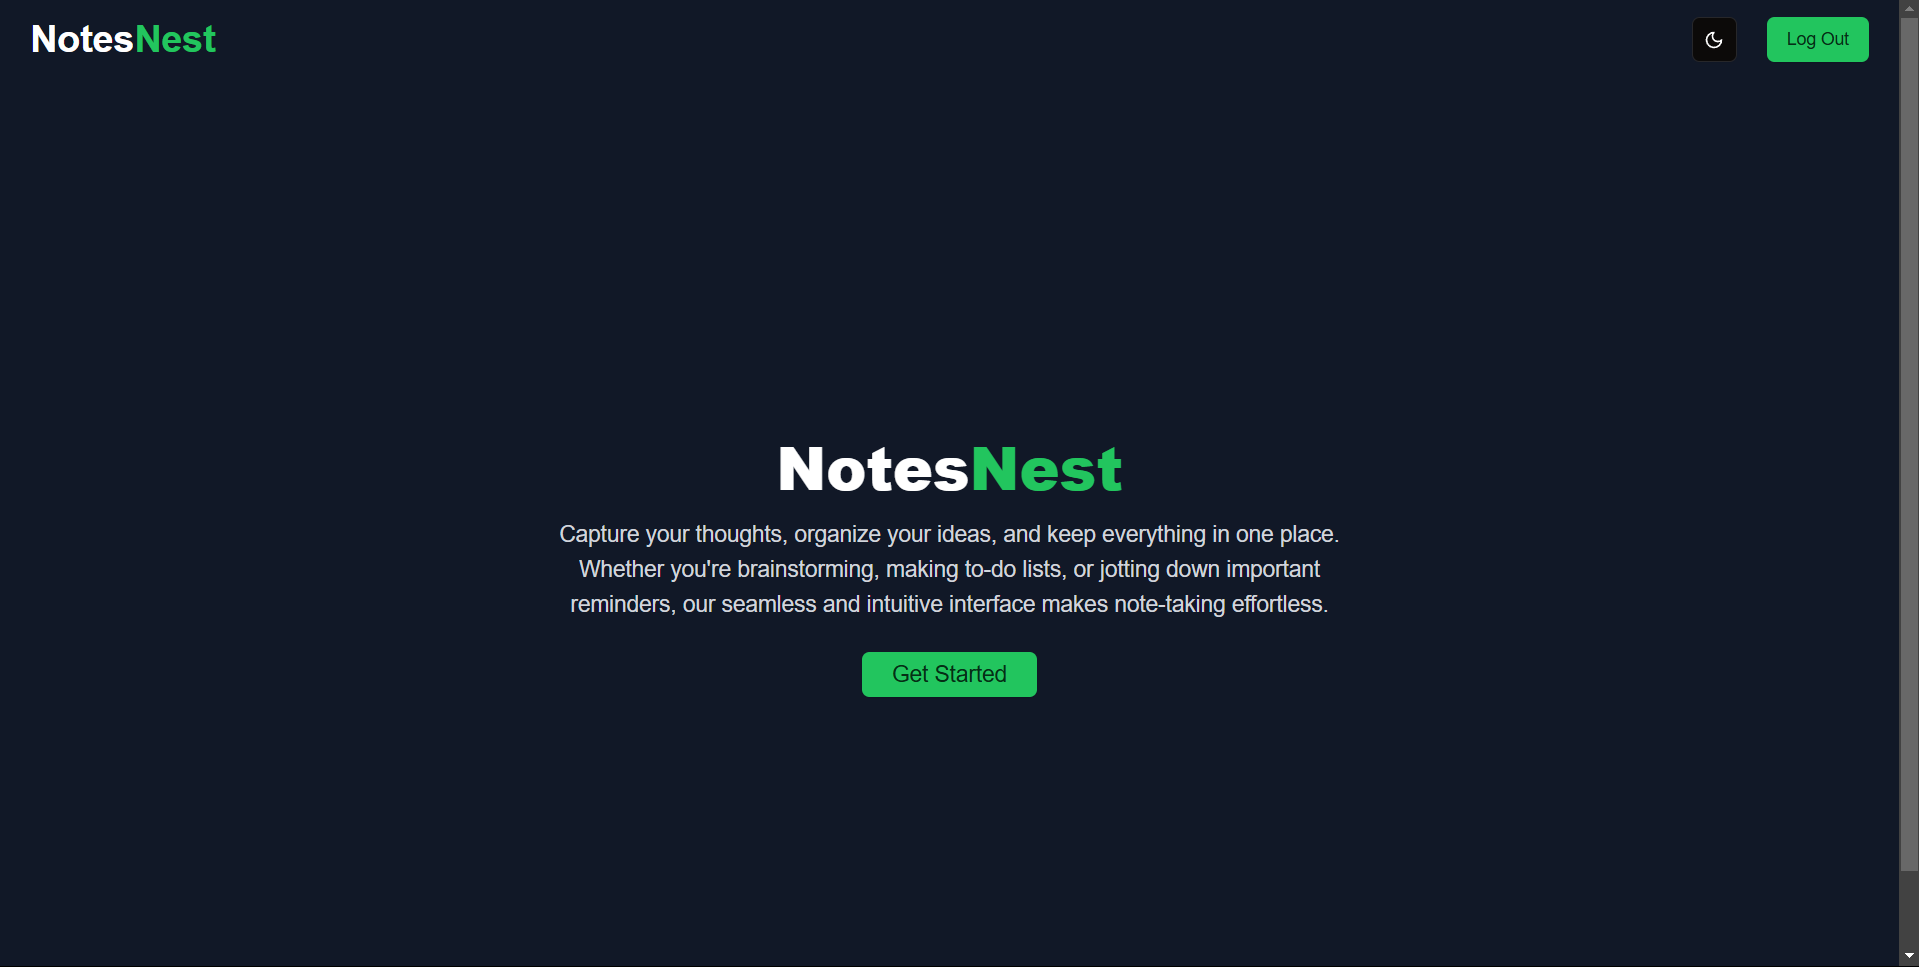 NotesNest
Log Out
NotesNest
Capture your thoughts, organize your ideas, and keep everything in one place.
Whether you're brainstorming, making to-do lists, or jotting down important
reminders, our seamless and intuitive interface makes note-taking effortless.
Get Started